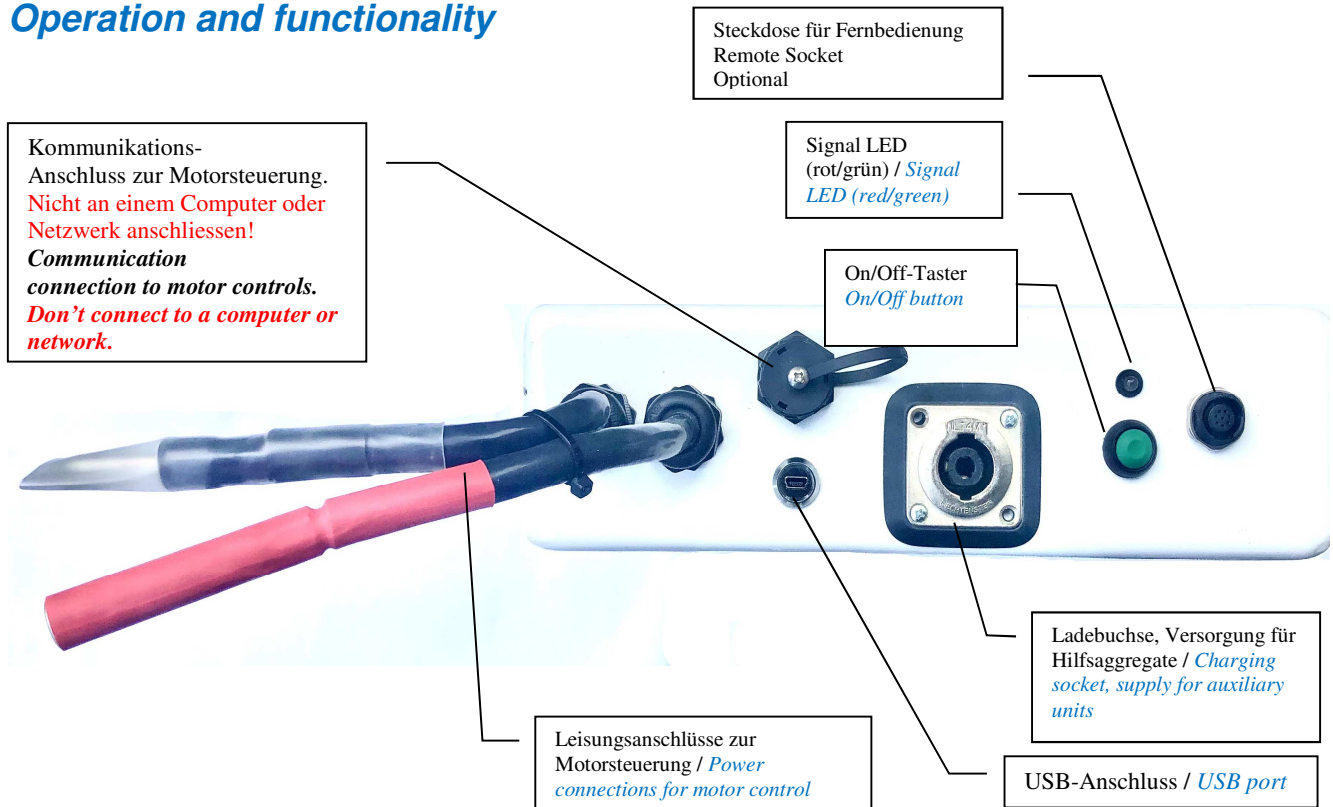 Operation and functionality
Steckdose für Fernbedienung
Remote Socket
Optional
Kommunikations-
Anschluss zur Motorsteuerung.
Nicht an einem Computer oder
Netzwerk anschliessen!
Communication
connection to motor controls.
Don’t connect to a computer or
network.
Signal LED
(rot/grün) / Signal
LED (red/green)
On/Off-Taster
On/Off button
Ladebuchse, Versorgung für
Hilfsaggregate / Charging
socket, supply for auxiliary
units
Leisungsanschlüsse zur
Motorsteuerung / Power
connections for motor control
USB-Anschluss / USB port